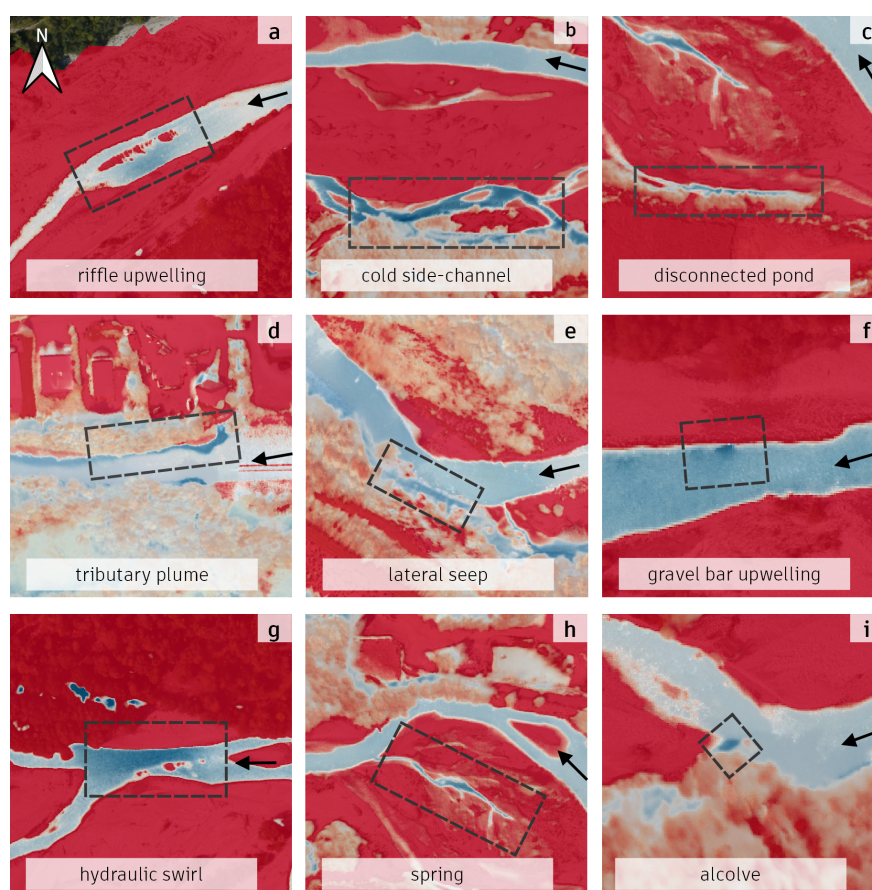 N
a
riffle upwelling
b
cold side-channel
c
disconnected pond
d
tributary plume
e
lateral seep
f
gravel bar upwelling
g
hydraulic swirl
h
spring
i
alcolve